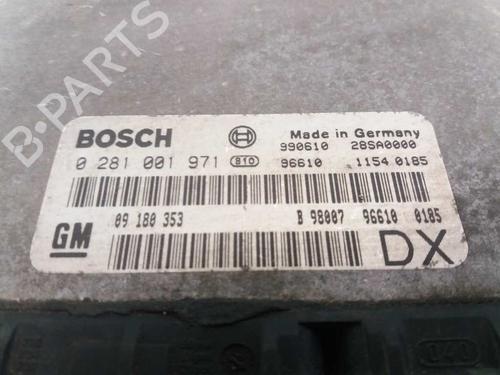 B-PARTS
BOSCH Made in Germany
990610 28SA0000
0 281 001 971 810 96610 1154 0185
GM 09 180 353 B 98007 96610 0185
DX